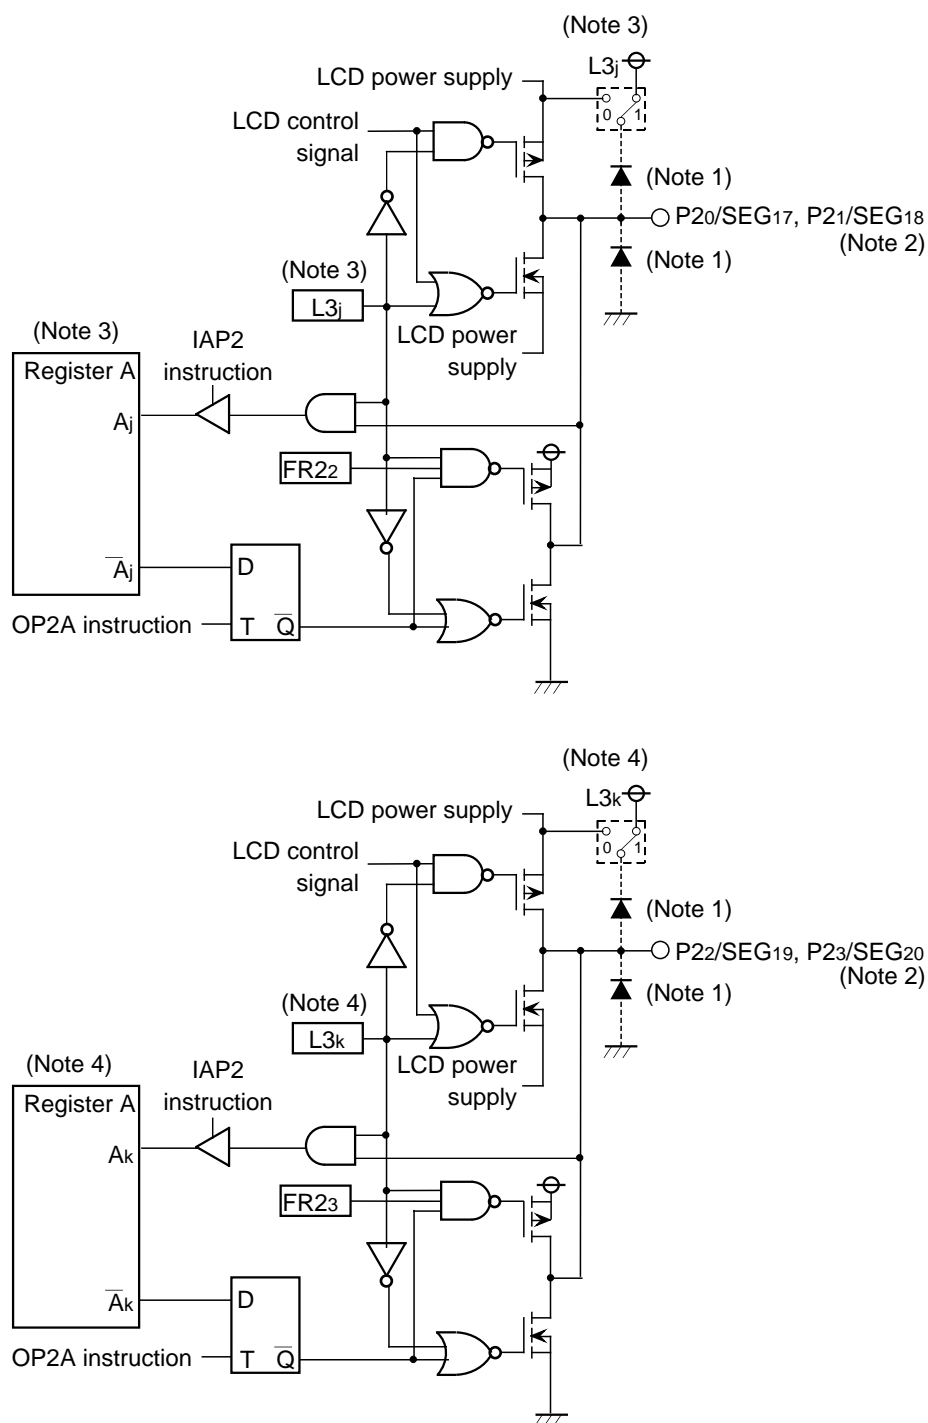 (Note 3)
L3j
LCD power supply
0 1
LCD control
signal
(Note 1)
P20/SEG17, P21/SEG18
(Note 2)
(Note 3)
(Note 1)
L3j
LCD power
supply
(Note 3)
IAP2
instruction
Register A
Aj
FR22
A̅j
D
OP2A instruction
T Q̅
(Note 4)
L3k
LCD power supply
0 1
LCD control
signal
(Note 1)
P22/SEG19, P23/SEG20
(Note 2)
(Note 4)
(Note 1)
L3k
LCD power
supply
(Note 4)
IAP2
instruction
Register A
Ak
FR23
A̅k
D
OP2A instruction
T Q̅